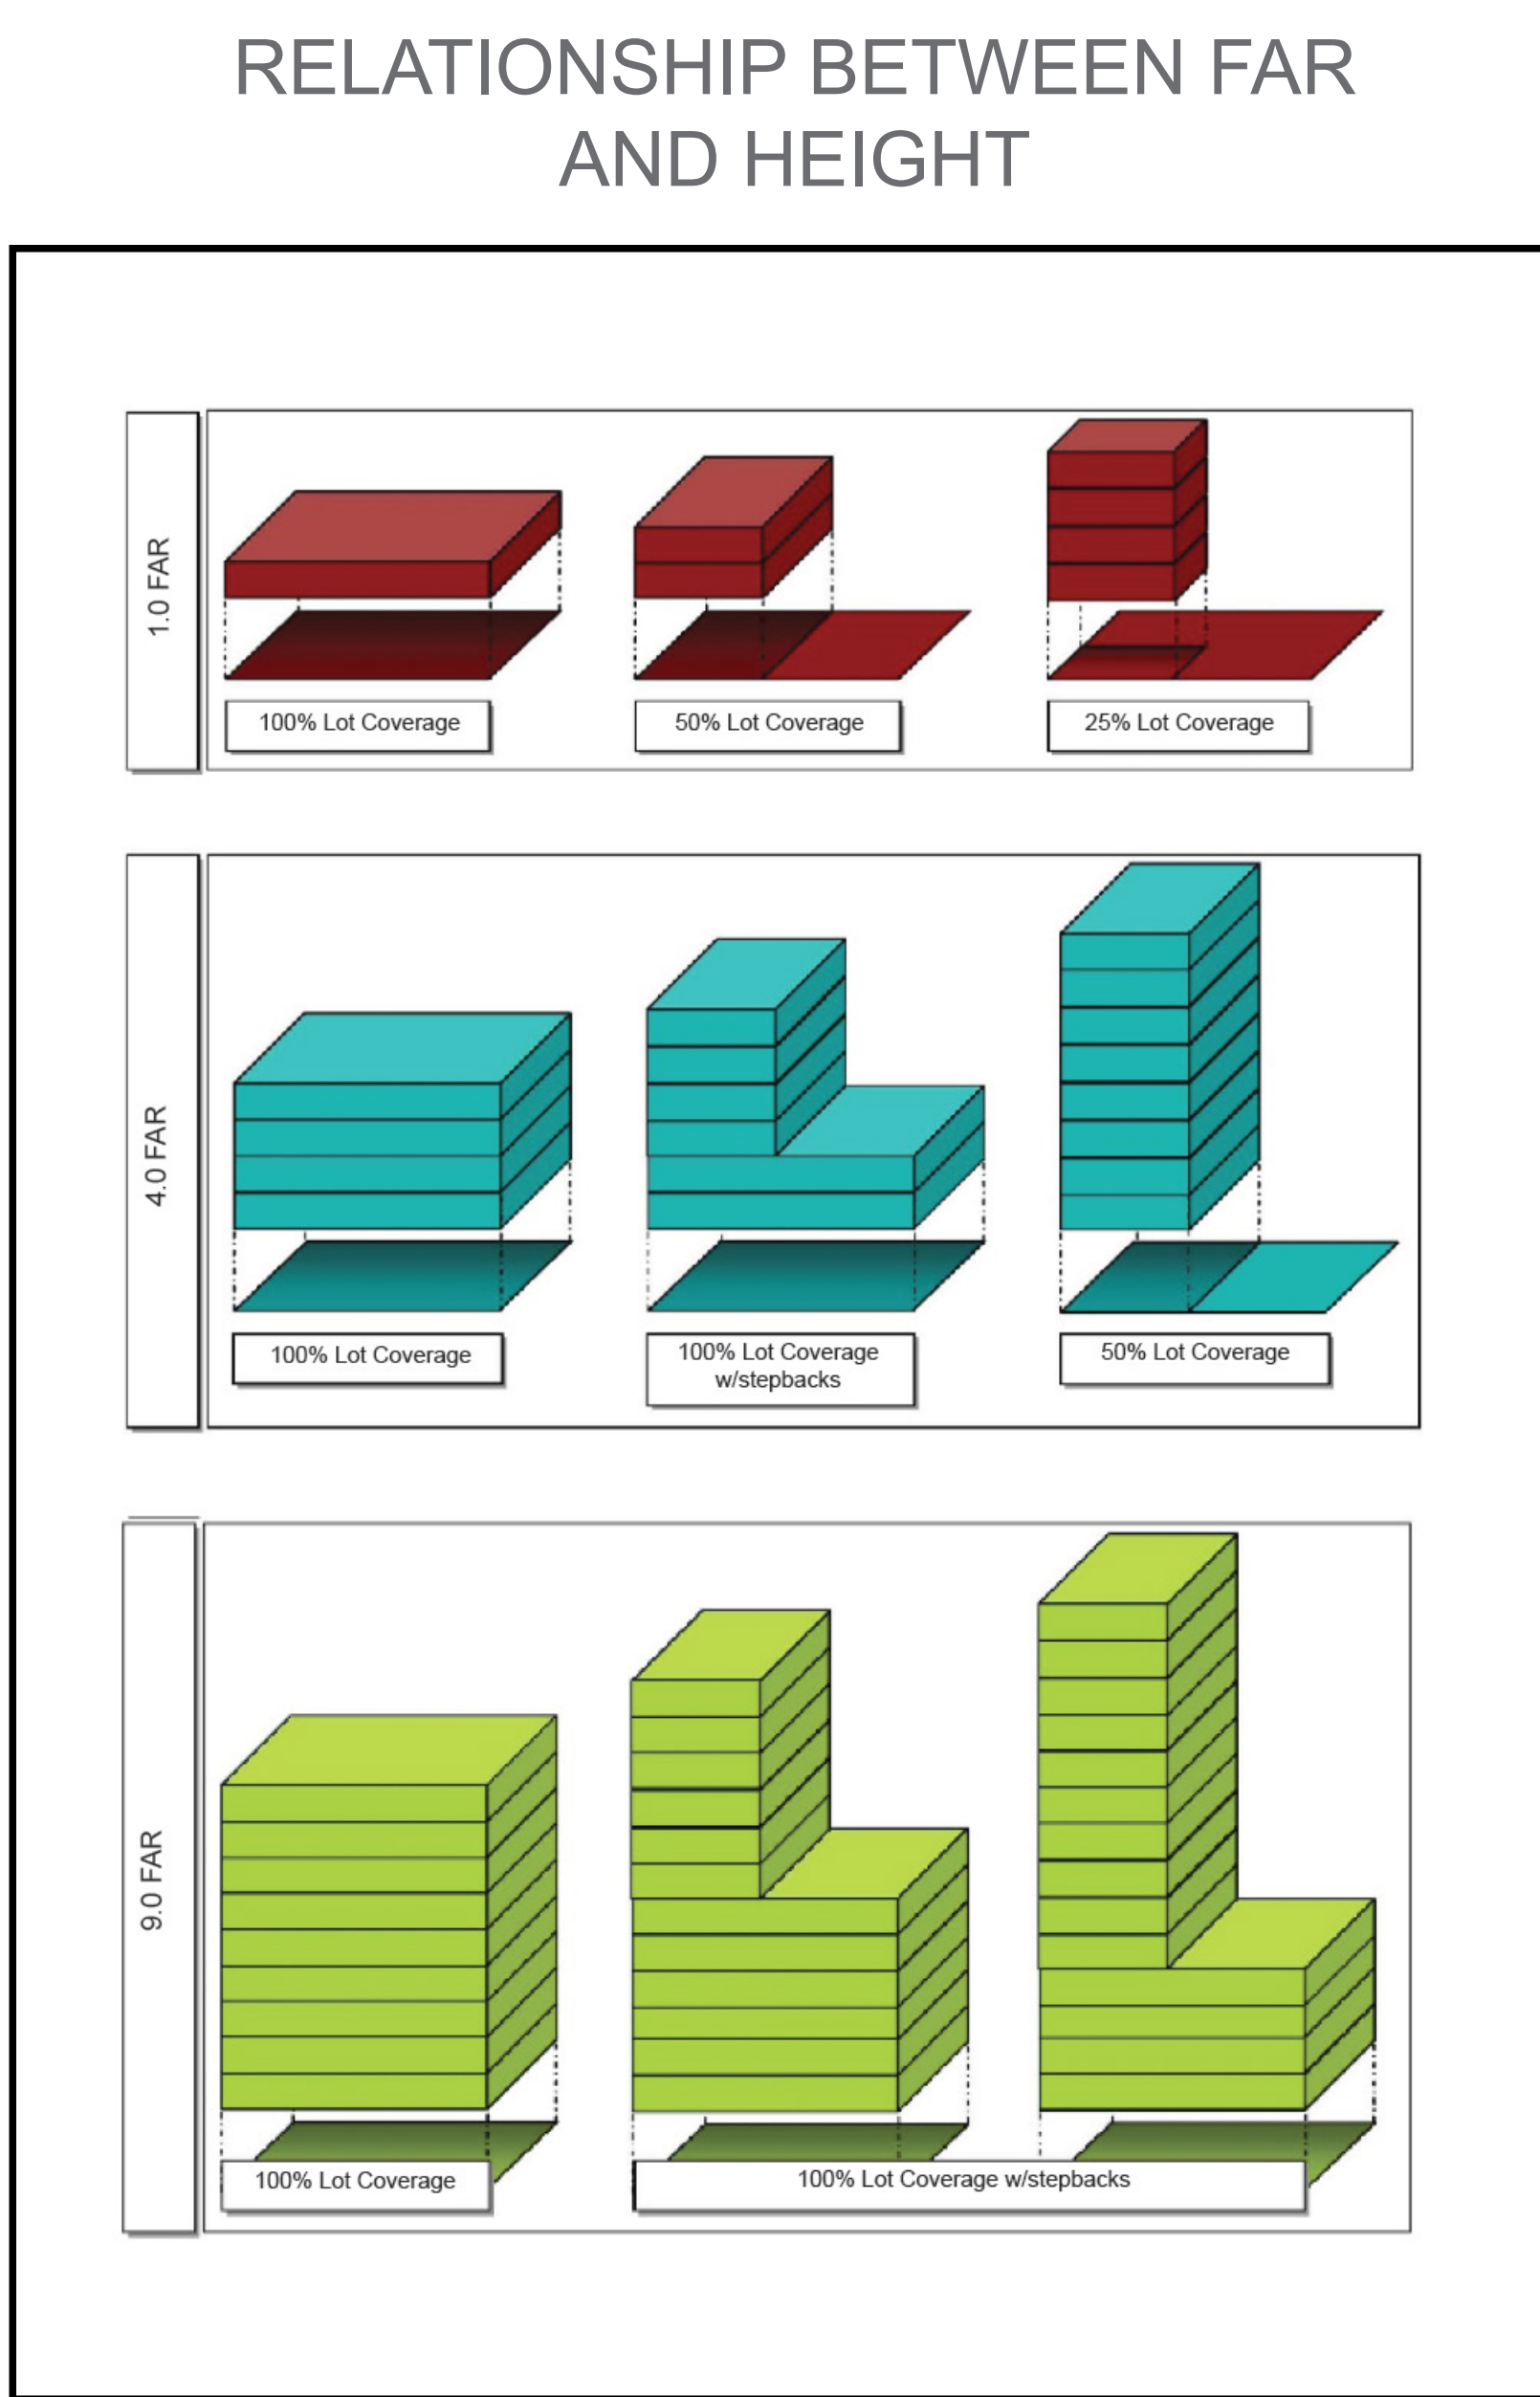 RELATIONSHIP BETWEEN FAR
AND HEIGHT
1.0 FAR
100% Lot Coverage
50% Lot Coverage
25% Lot Coverage
4.0 FAR
100% Lot Coverage
100% Lot Coverage
w/stepbacks
50% Lot Coverage
9.0 FAR
100% Lot Coverage
100% Lot Coverage w/stepbacks